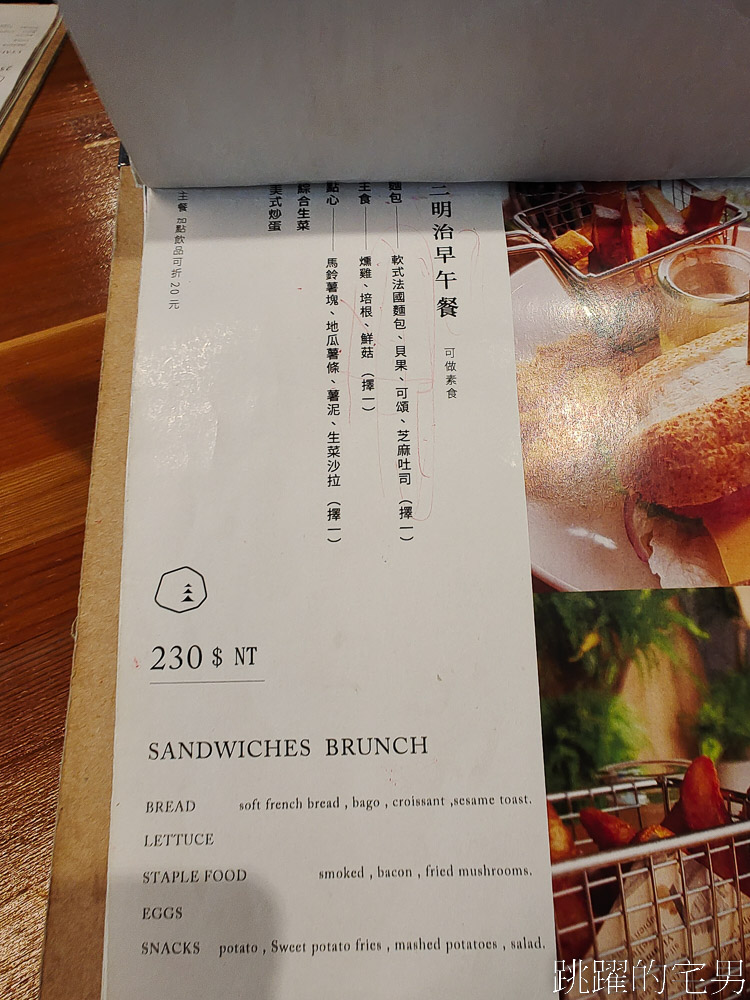 三明治早午餐 可做素食
麵包——軟式法國麵包、貝果、可頌、芝麻吐司（擇一）
主食——燻雞、培根、鮮菇（擇一）
點心——馬鈴薯塊、地瓜薯條、薯泥、生菜沙拉（擇一）
綜合生菜
美式炒蛋
主餐 點飲品可折20元
230 $ NT
SANDWICHES BRUNCH
BREAD soft french bread , bago , croissant ,sesame toast.
LETTUCE
STAPLE FOOD smoked , bacon , fried mushrooms.
EGGS
SNACKS potato , Sweet potato fries , mashed potatoes , salad.
跳躍的宅男